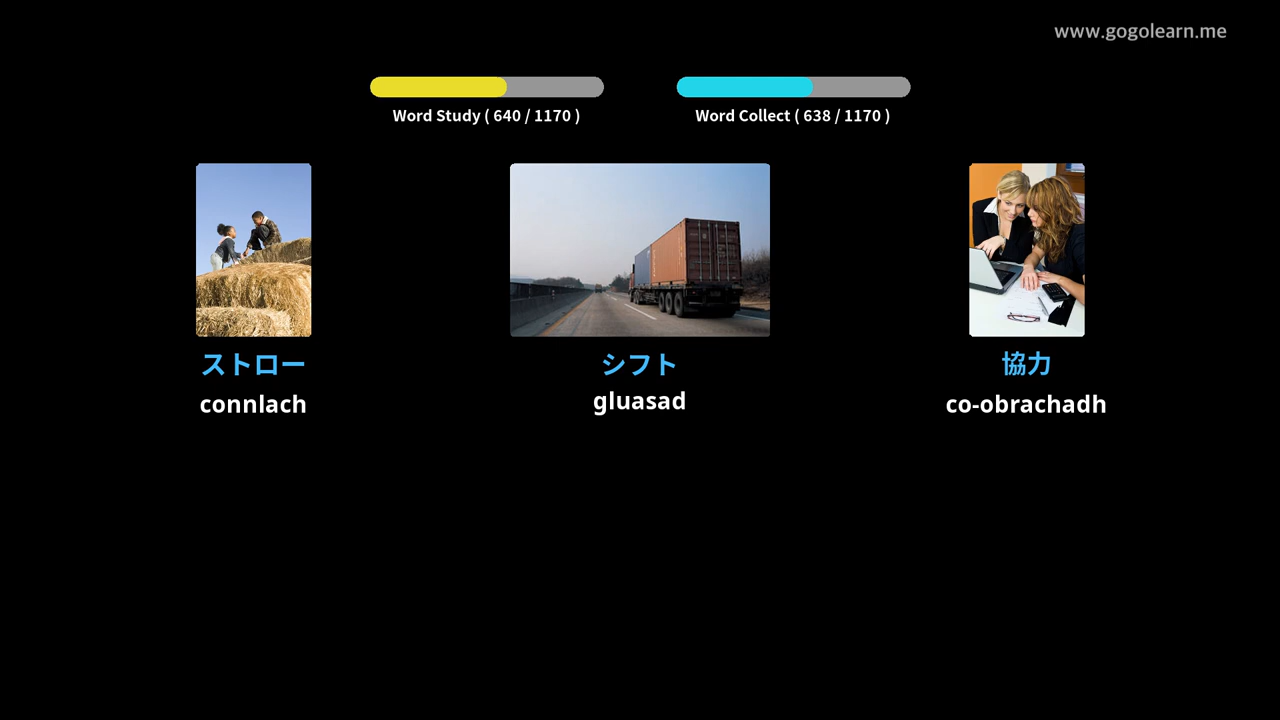 www.gogolearn.me
Word Study ( 640 / 1170 )
Word Collect ( 638 / 1170 )
ストロー
connlach
シフト
gluasad
協力
co-obrachadh